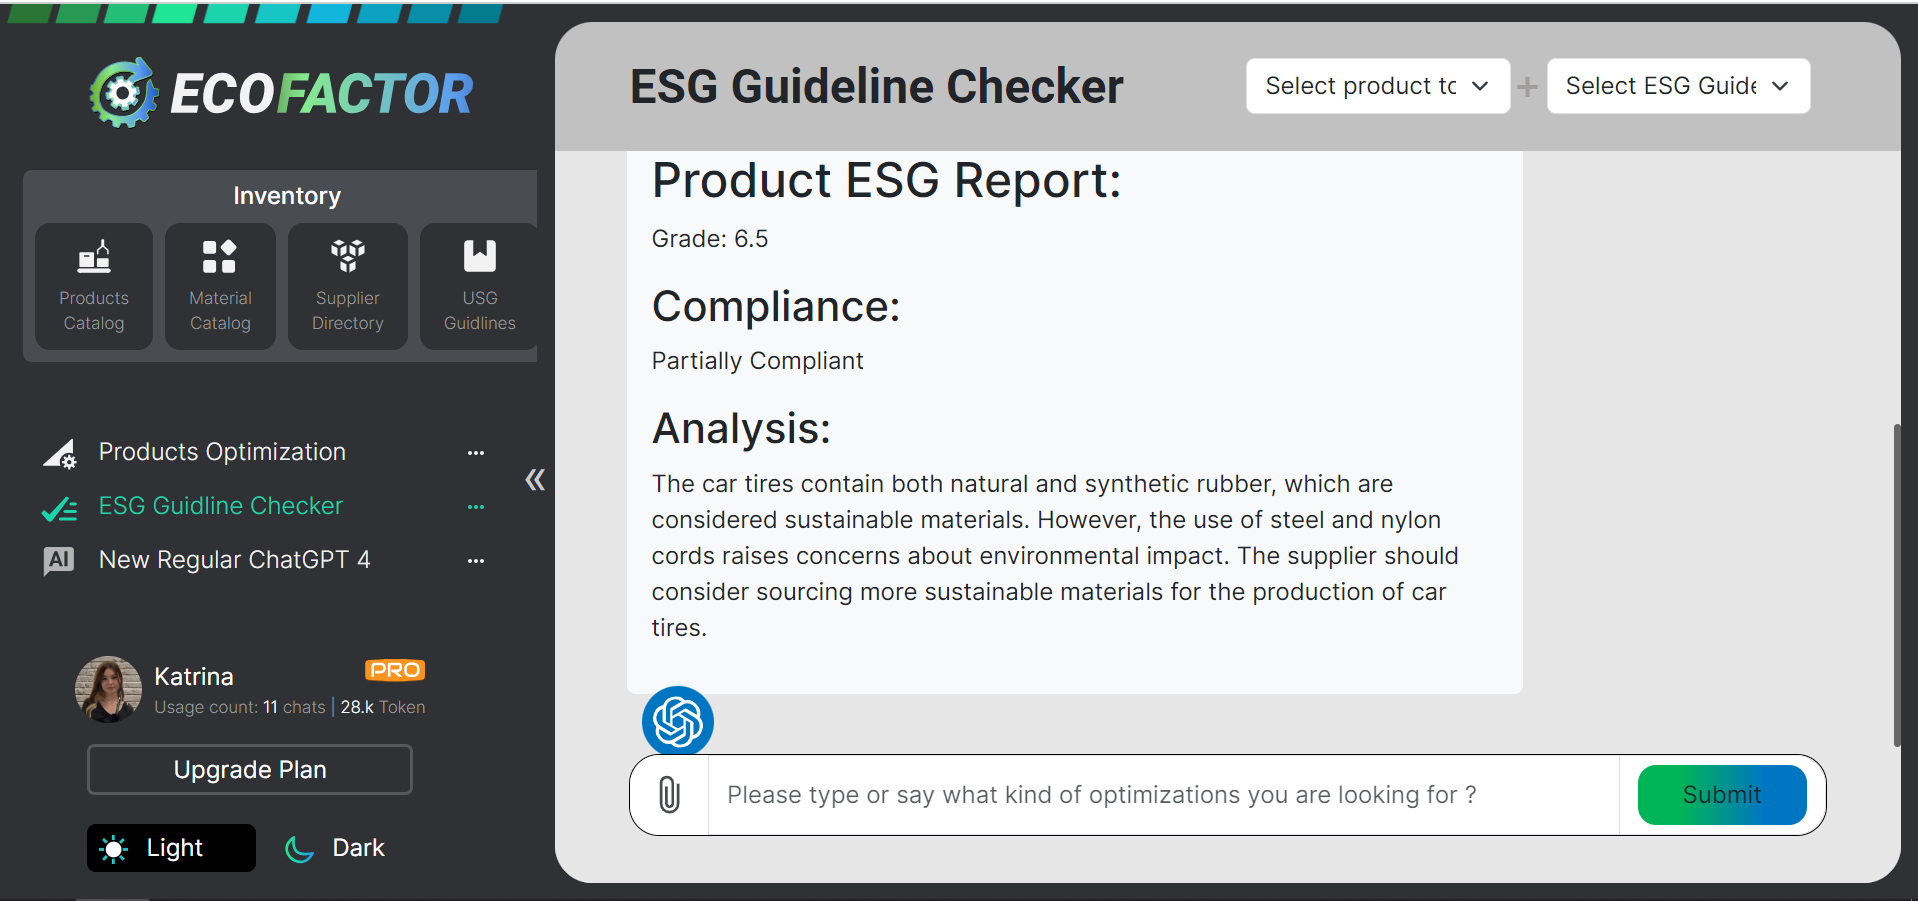 ECOFACTOR
Inventory
Products
Catalog
Material
Catalog
Supplier
Directory
USG
Guidlines
Products Optimization
ESG Guidline Checker
AI New Regular ChatGPT 4
Katrina
PRO
Usage count: 11 chats | 28.k Token
Upgrade Plan
Light
Dark
ESG Guideline Checker
Select product to
+
Select ESG Guide
Product ESG Report:
Grade: 6.5
Compliance:
Partially Compliant
Analysis:
The car tires contain both natural and synthetic rubber, which are
considered sustainable materials. However, the use of steel and nylon
cords raises concerns about environmental impact. The supplier should
consider sourcing more sustainable materials for the production of car
tires.
Please type or say what kind of optimizations you are looking for ?
Submit